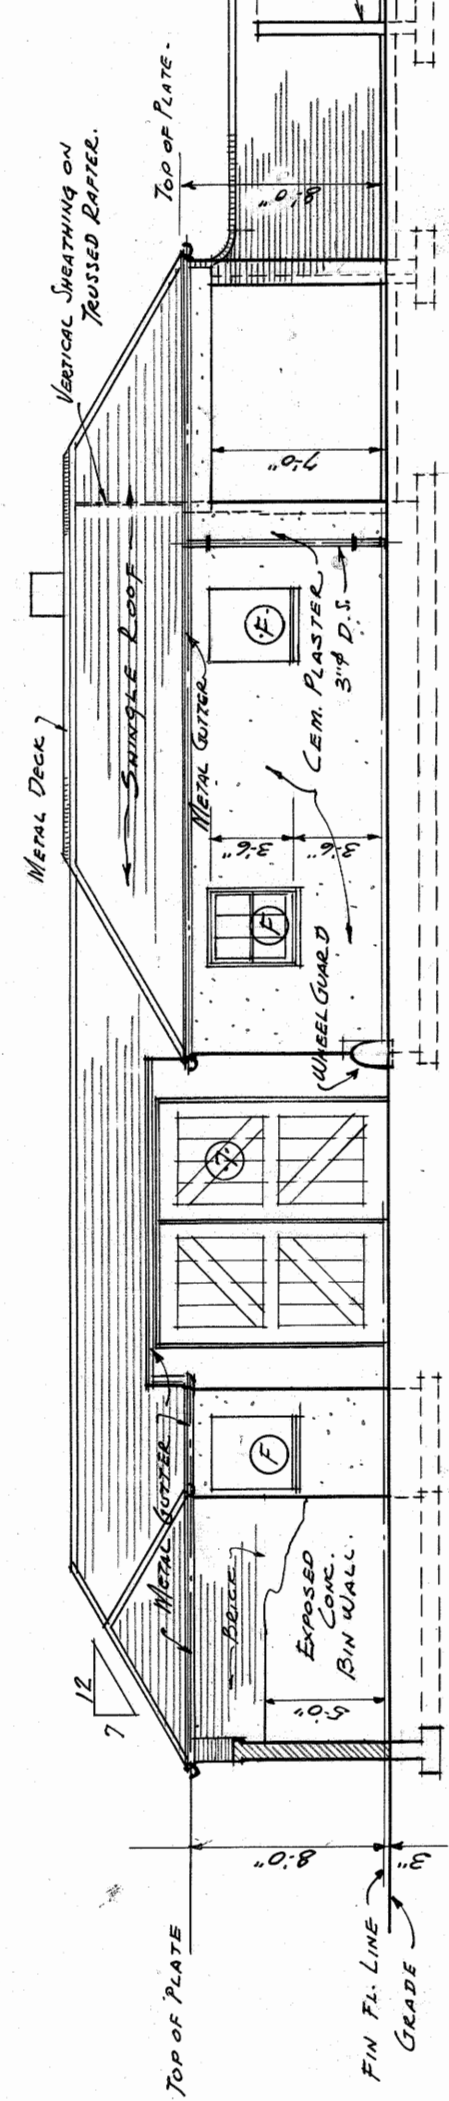 VERTICAL SHEATHING ON
TRUSSED RAFTER.
TOP OF PLATE-
8'-0"
METAL DECK
SHINGLE ROOF
METAL GUTTER
7'-0"
F
CEM. PLASTER
3"ϕ D.S.
3'-6"
3'-6"
F
WHEEL GUARD
7
METAL GUTTER
F
BRICK
EXPOSED
CONC.
BIN WALL.
5'-0"
12
7
TOP OF PLATE
8'-0"
3"
FIN FL. LINE
GRADE